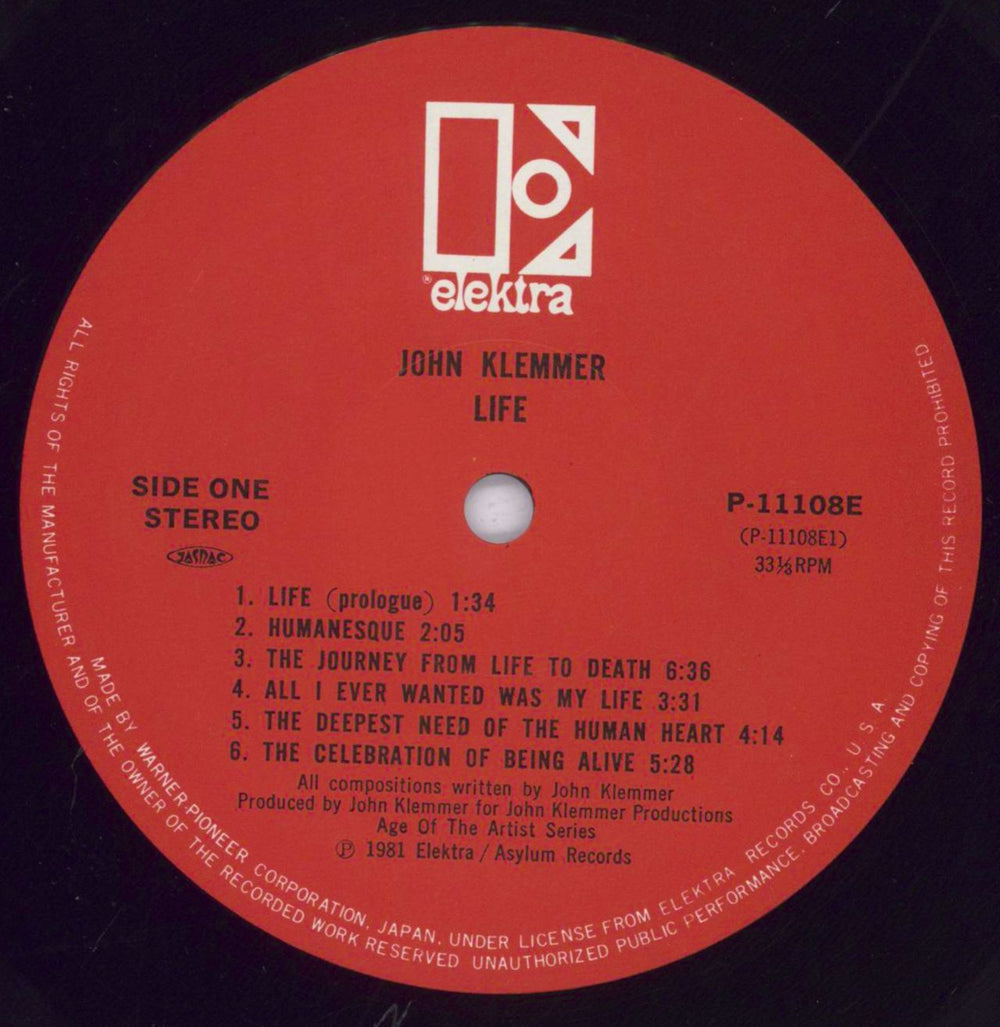 ®elektra
JOHN KLEMMER
LIFE
SIDE ONE
STEREO
JASRAC
P-11108E
(P-11108E1)
33⅓RPM
1. LIFE (prologue) 1:34
2. HUMANESQUE 2:05
3. THE JOURNEY FROM LIFE TO DEATH 6:36
4. ALL I EVER WANTED WAS MY LIFE 3:31
5. THE DEEPEST NEED OF THE HUMAN HEART 4:14
6. THE CELEBRATION OF BEING ALIVE 5:28
All compositions written by John Klemmer
Produced by John Klemmer for John Klemmer Productions
Age Of The Artist Series
℗ 1981 Elektra / Asylum Records
MADE BY WARNER-PIONEER CORPORATION, JAPAN. UNDER LICENSE FROM ELEKTRA RECORDS CO., U S A
ALL RIGHTS OF THE MANUFACTURER AND OF THE OWNER OF THE RECORDED WORK RESERVED UNAUTHORIZED PUBLIC PERFORMANCE. BROADCASTING AND COPYING OF THIS RECORD PROHIBITED